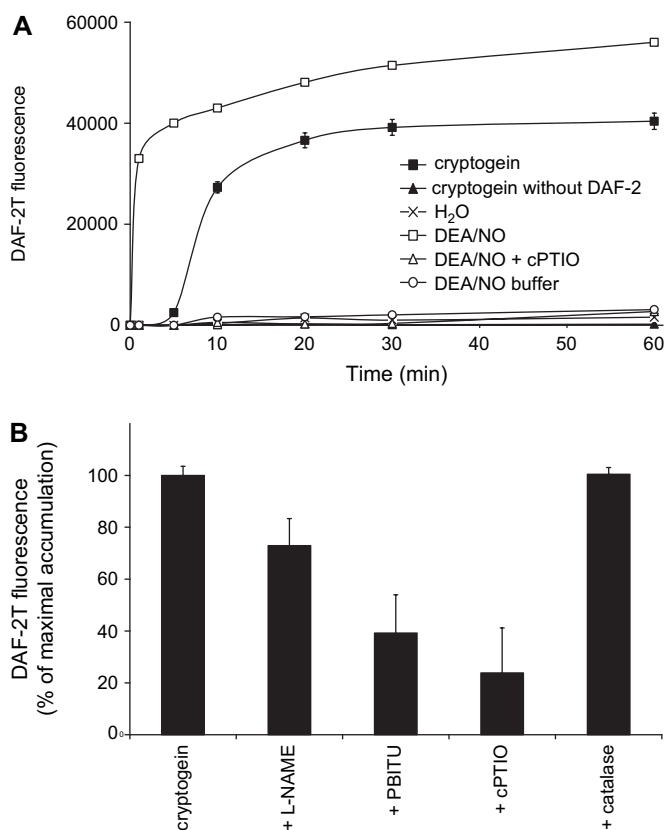 A
60000
40000
20000
0
DAF-2T fluorescence
cryptogein
cryptogein without DAF-2
H₂O
DEA/NO
DEA/NO + cPTIO
DEA/NO buffer
0 10 20 30 40 50 60
Time (min)
B
100
80
60
40
20
0
0
DAF-2T fluorescence
(% of maximal accumulation)
cryptogein
+ L-NAME
+ PBITU
+ cPTIO
+ catalase